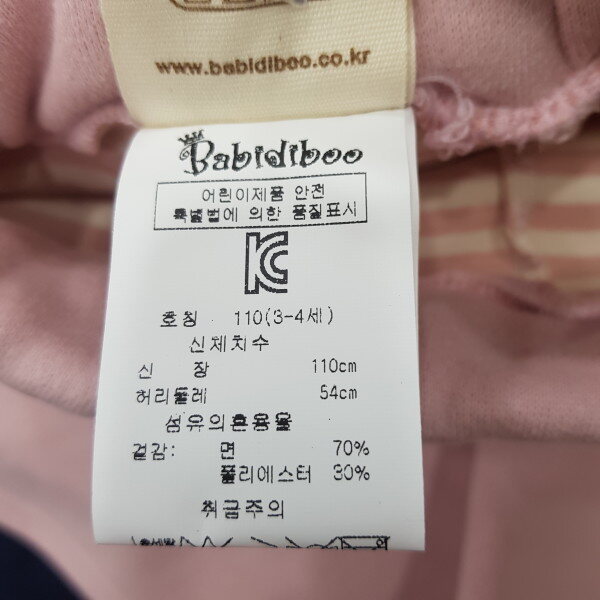 www.babidiboo.co.kr
Babidiboo
어린이제품 안전
특별법에 의한 품질표시
KC
호칭 110(3-4세)
신체치수
신 장 110cm
허리둘레 54cm
섬유의혼용율
겉감: 면 70%
폴리에스터 30%
취급주의